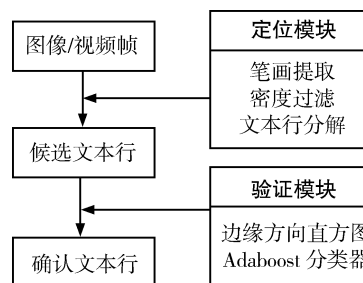 图像/视频帧
定位模块
笔画提取
密度过滤
文本行分解
候选文本行
验证模块
边缘方向直方图
Adaboost 分类器
确认文本行